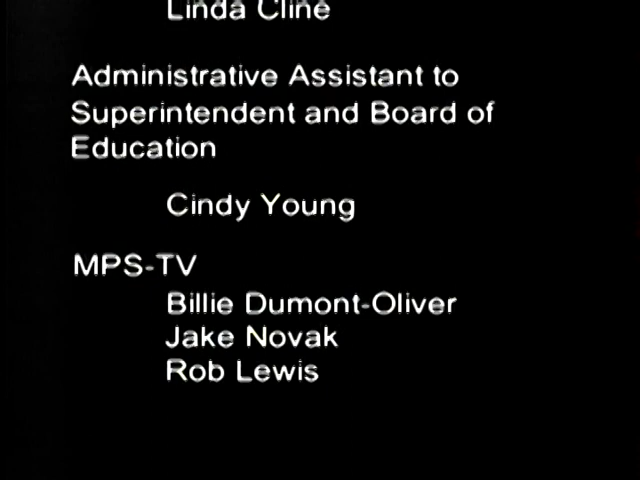 Linda Cline
Administrative Assistant to
Superintendent and Board of
Education
Cindy Young
MPS-TV
Billie Dumont-Oliver
Jake Novak
Rob Lewis